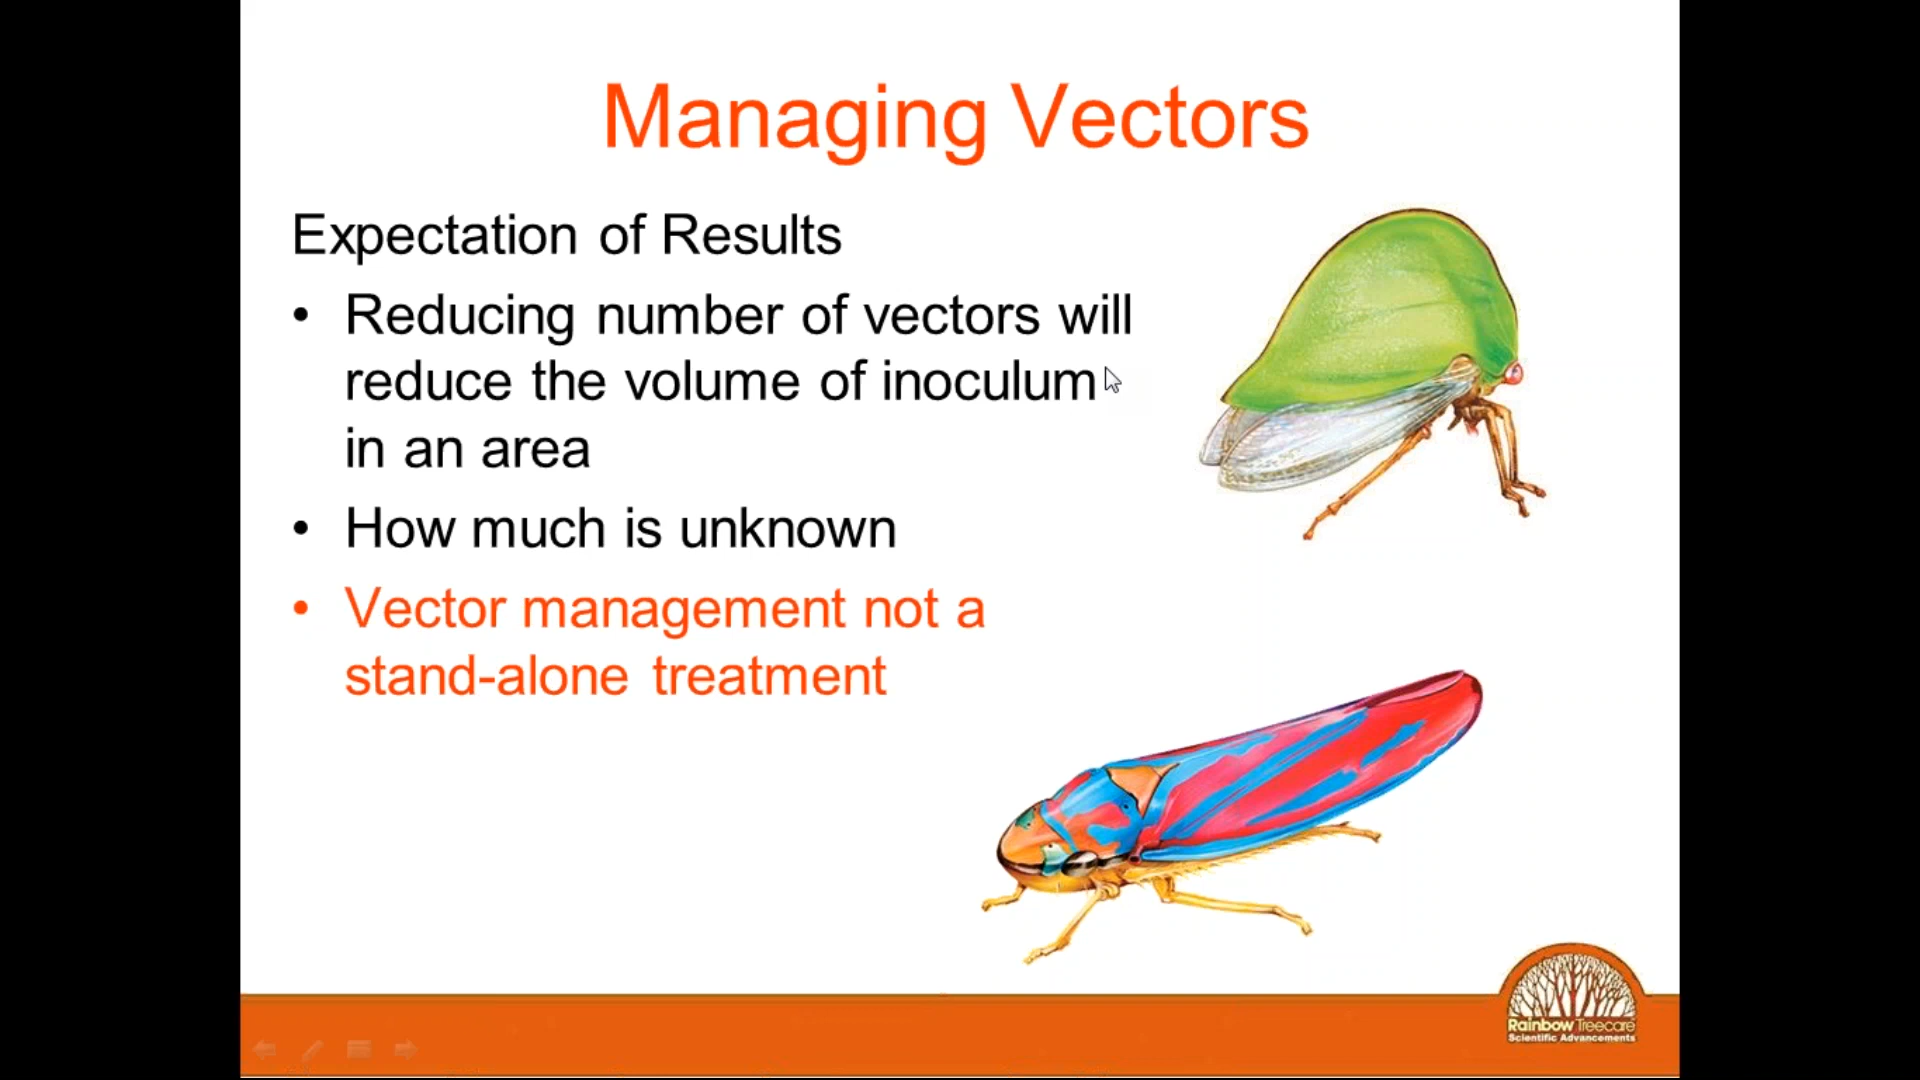 Managing Vectors
Expectation of Results
• Reducing number of vectors will
reduce the volume of inoculum
in an area
• How much is unknown
• Vector management not a
stand-alone treatment
Rainbow Treecare
Scientific Advancements